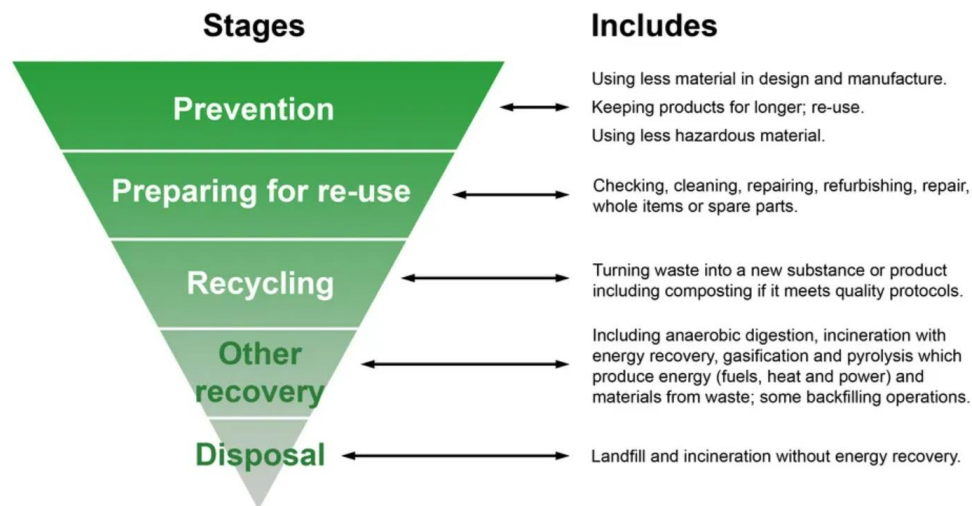 Stages
Includes
Prevention
Using less material in design and manufacture.
Keeping products for longer; re-use.
Using less hazardous material.
Preparing for re-use
Checking, cleaning, repairing, refurbishing, repair,
whole items or spare parts.
Recycling
Turning waste into a new substance or product
including composting if it meets quality protocols.
Other
recovery
Including anaerobic digestion, incineration with
energy recovery, gasification and pyrolysis which
produce energy (fuels, heat and power) and
materials from waste; some backfilling operations.
Disposal
Landfill and incineration without energy recovery.